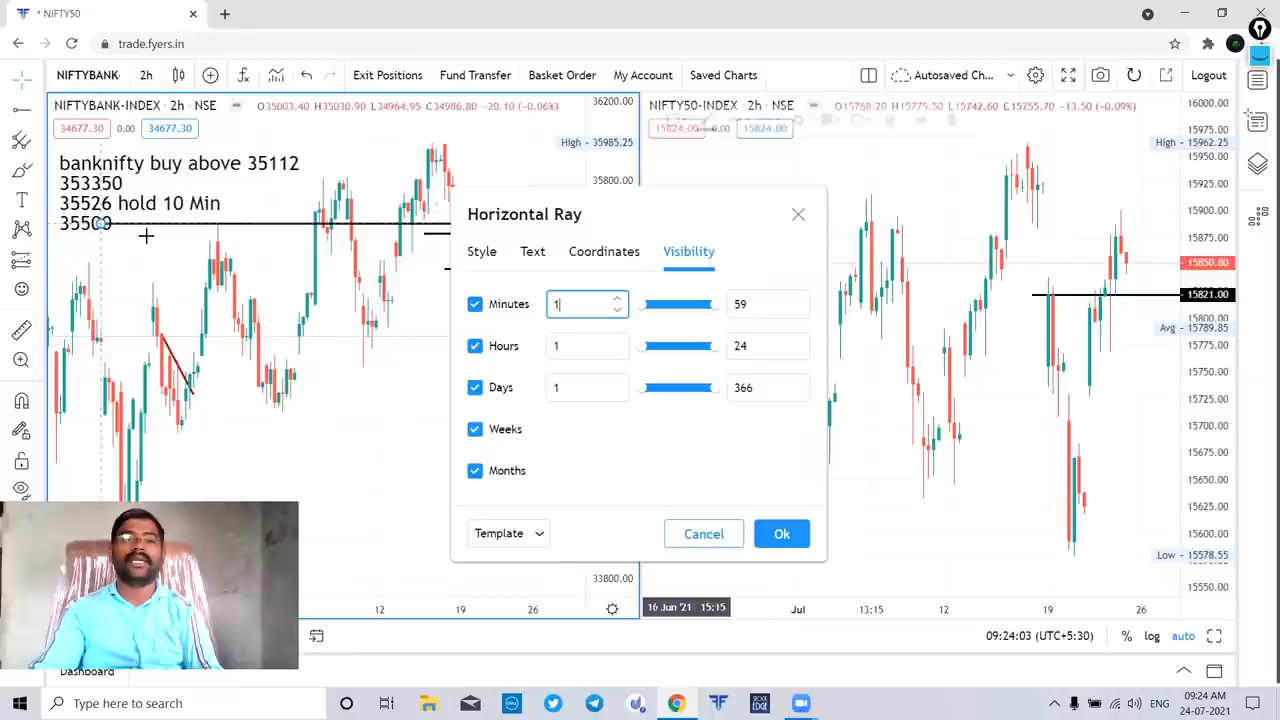 * NIFTY50
trade.fyers.in
NIFTYBANK- 2h Exit Positions Fund Transfer Basket Order My Account Saved Charts Autosaved Ch... Logout
NIFTYBANK-INDEX · 2h · NSE O35003.40 H35030.90 L34964.95 C34986.80 -20.10 (-0.06%)
34677.30 0.00 34677.30
36200.00
High - 35985.25
35800.00
33800.00
banknifty buy above 35112
353350
35526 hold 10 Min
35500
12 19 26
NIFTY50-INDEX · 2h · NSE O15768.20 H15775.50 L15742.60 C15755.70 -13.50 (-0.09%)
15824.00 0.00 15824.00
16000.00
15975.00
High - 15962.25
15950.00
15925.00
15900.00
15875.00
15850.80
15821.00
15800.00
Avg - 15789.85
15775.00
15750.00
15725.00
15700.00
15675.00
15650.00
15625.00
15600.00
Low - 15578.55
15550.00
16 Jun '21 15:15 Jul 13:15 12 19 26
Horizontal Ray
Style Text Coordinates Visibility
Minutes 1 59
Hours 1 24
Days 1 366
Weeks
Months
Template Cancel Ok
09:24:03 (UTC+5:30) % log auto
Dashboard
Type here to search
DELL
STOCK EDGE
ENG
09:24 AM
24-07-2021